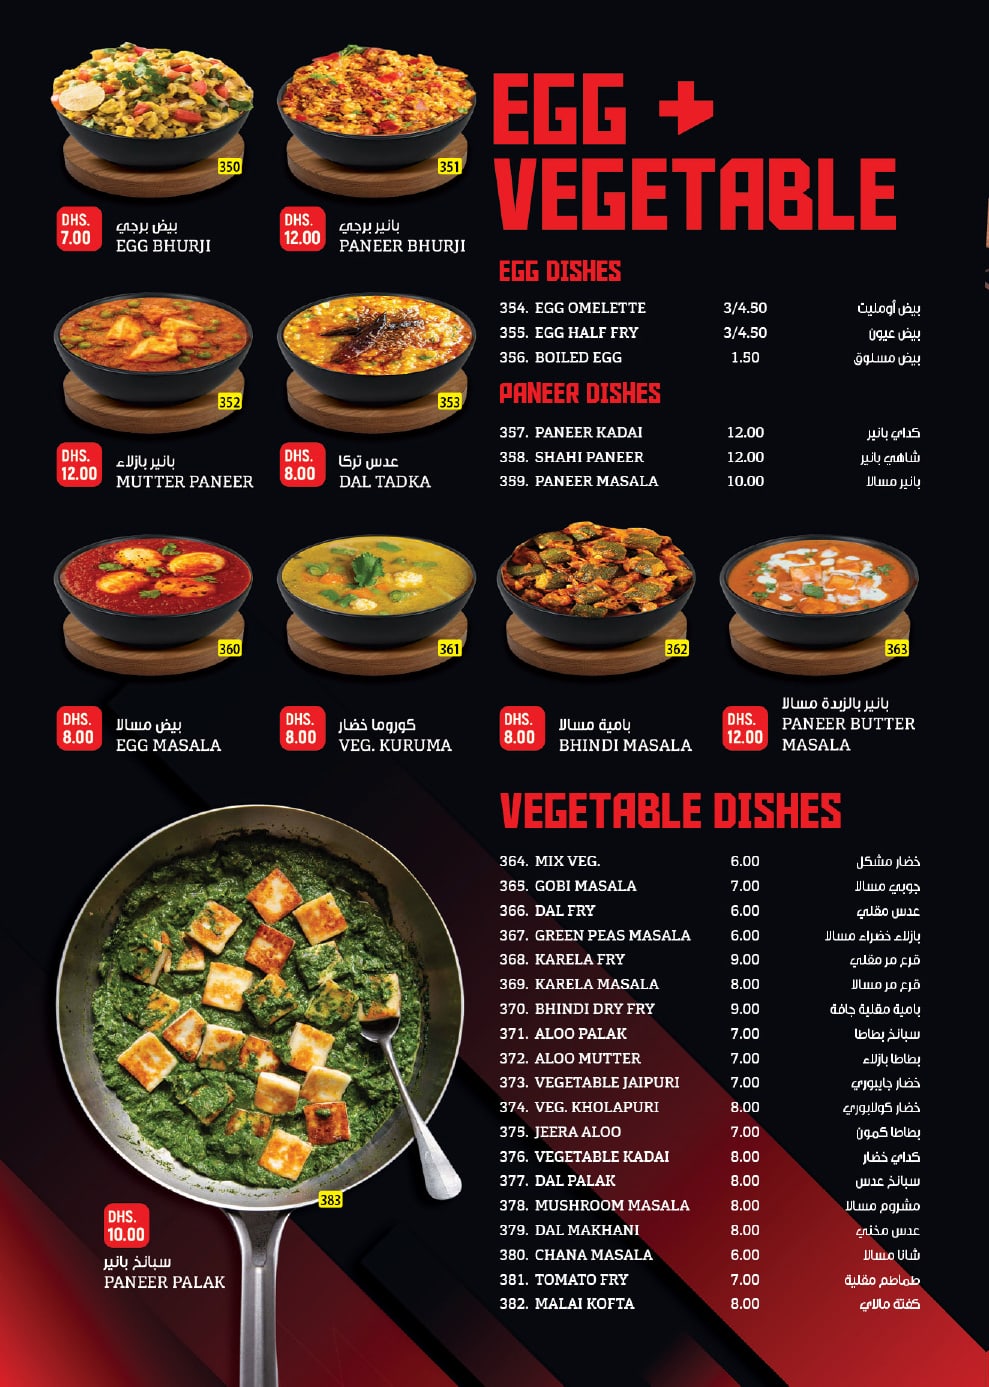 EGG +
VEGETABLE
350
351
DHS.
7.00
بيض برجي
EGG BHURJI
DHS.
12.00
بانير برجي
PANEER BHURJI
EGG DISHES
354. EGG OMELETTE 3/4.50 بيض أومليت
355. EGG HALF FRY 3/4.50 بيض عيون
356. BOILED EGG 1.50 بيض مسلوق
352
353
DHS.
12.00
بانير بازلاء
MUTTER PANEER
DHS.
8.00
عدس تركا
DAL TADKA
PANEER DISHES
357. PANEER KADAI 12.00 كداي بانير
358. SHAHI PANEER 12.00 شاهي بانير
359. PANEER MASALA 10.00 بانير مسالا
360
361
362
363
DHS.
8.00
بيض مسالا
EGG MASALA
DHS.
8.00
كوروما خضار
VEG. KURUMA
DHS.
8.00
بامية مسالا
BHINDI MASALA
DHS.
12.00
بانير بالزبدة مسالا
PANEER BUTTER
MASALA
VEGETABLE DISHES
364. MIX VEG. 6.00 خضار مشكل
365. GOBI MASALA 7.00 جوبي مسالا
366. DAL FRY 6.00 عدس مقلي
367. GREEN PEAS MASALA 6.00 بازلاء خضراء مسالا
368. KARELA FRY 9.00 قرع مر مقلي
369. KARELA MASALA 8.00 قرع مر مسالا
370. BHINDI DRY FRY 9.00 بامية مقلية جافة
371. ALOO PALAK 7.00 سبانخ بطاطا
372. ALOO MUTTER 7.00 بطاطا بازلاء
373. VEGETABLE JAIPURI 7.00 خضار جايبوري
374. VEG. KHOLAPURI 8.00 خضار كولابوري
375. JEERA ALOO 7.00 بطاطا كمون
376. VEGETABLE KADAI 8.00 كداي خضار
377. DAL PALAK 8.00 سبانخ عدس
378. MUSHROOM MASALA 8.00 مشروم مسالا
379. DAL MAKHANI 8.00 عدس مخني
380. CHANA MASALA 6.00 شانا مسالا
381. TOMATO FRY 7.00 طماطم مقلية
382. MALAI KOFTA 8.00 كفتة مالاي
383
DHS.
10.00
سبانخ بانير
PANEER PALAK